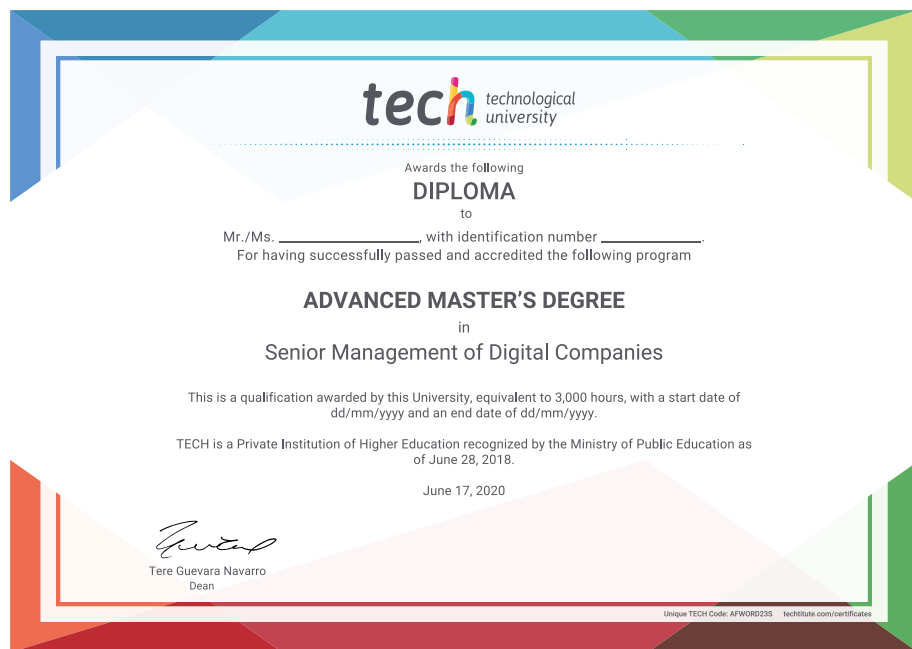 tech technological
university
Awards the following
DIPLOMA
to
Mr./Ms. ____________________, with identification number ______________.
For having successfully passed and accredited the following program
ADVANCED MASTER'S DEGREE
in
Senior Management of Digital Companies
This is a qualification awarded by this University, equivalent to 3,000 hours, with a start date of
dd/mm/yyyy and an end date of dd/mm/yyyy.
TECH is a Private Institution of Higher Education recognized by the Ministry of Public Education as
of June 28, 2018.
June 17, 2020
Tere Guevara Navarro
Dean
Unique TECH Code: AFWORD23S techtitute.com/certificates